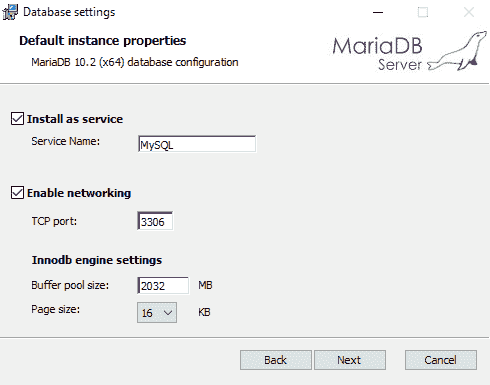 Database settings
Default instance properties
MariaDB 10.2 (x64) database configuration
MariaDB
Server
Install as service
Service Name: MySQL
Enable networking
TCP port: 3306
Innodb engine settings
Buffer pool size: 2032 MB
Page size: 16 KB
Back Next Cancel